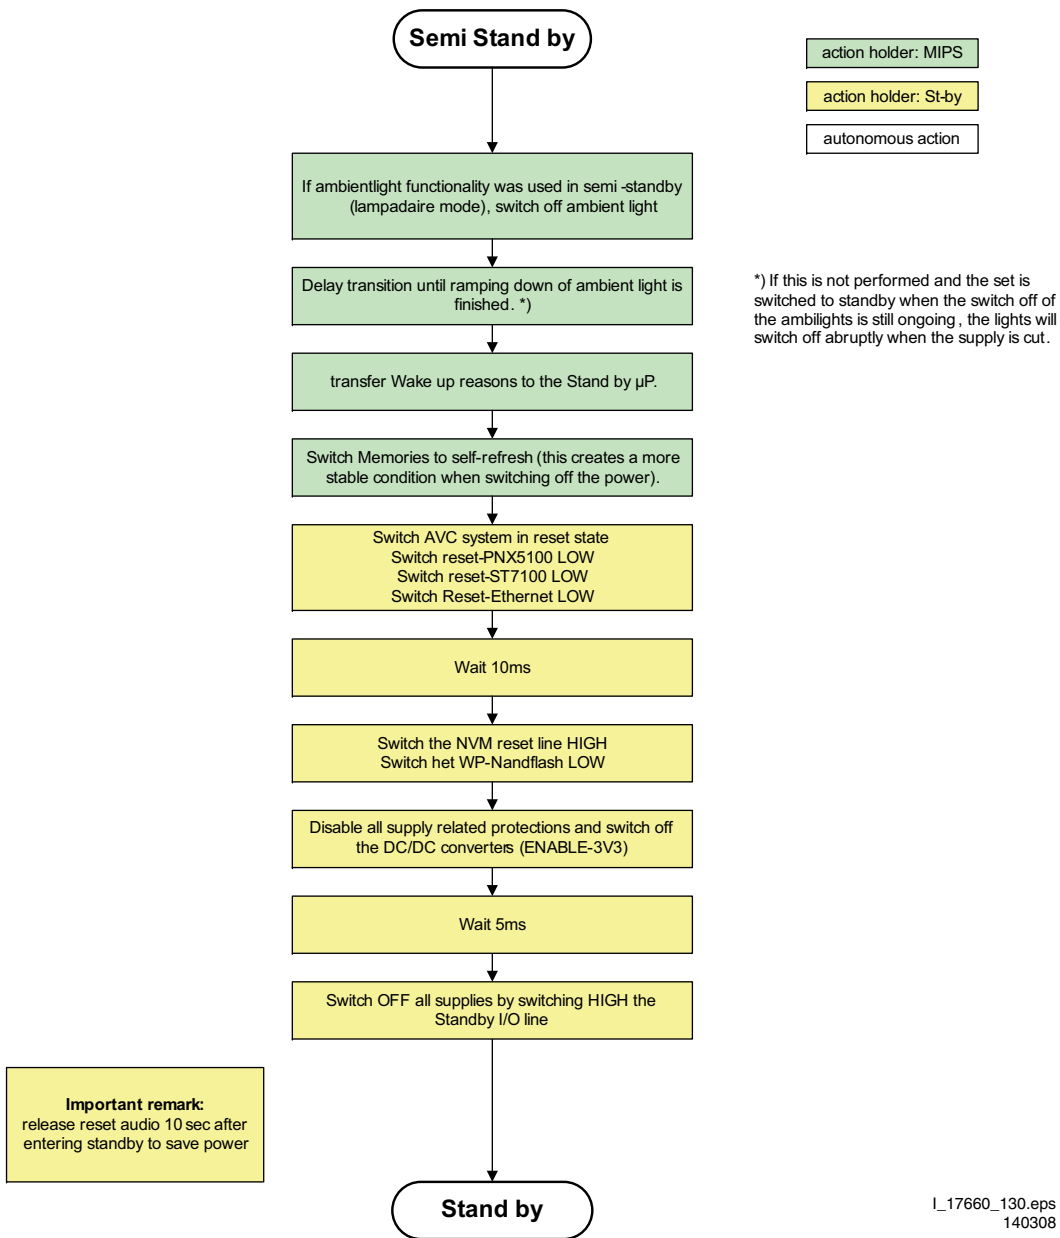 Semi Stand by
action holder: MIPS
action holder: St-by
autonomous action
If ambientlight functionality was used in semi -standby
(lampadaire mode), switch off ambient light
Delay transition until ramping down of ambient light is
finished. *)
*) If this is not performed and the set is
switched to standby when the switch off of
the ambilights is still ongoing , the lights will
switch off abruptly when the supply is cut.
transfer Wake up reasons to the Stand by µP.
Switch Memories to self-refresh (this creates a more
stable condition when switching off the power).
Switch AVC system in reset state
Switch reset-PNX5100 LOW
Switch reset-ST7100 LOW
Switch Reset-Ethernet LOW
Wait 10ms
Switch the NVM reset line HIGH
Switch het WP-Nandflash LOW
Disable all supply related protections and switch off
the DC/DC converters (ENABLE-3V3)
Wait 5ms
Switch OFF all supplies by switching HIGH the
Standby I/O line
Important remark:
release reset audio 10 sec after
entering standby to save power
Stand by
I_17660_130.eps
140308